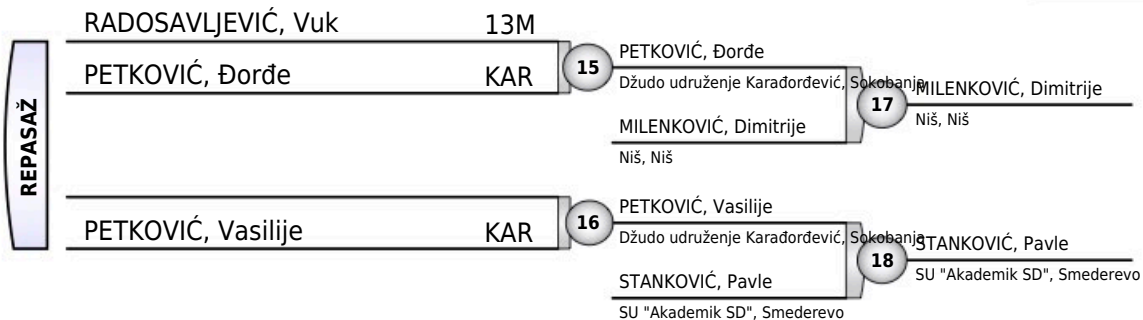 REPASAŽ
RADOSAVLJEVIĆ, Vuk 13M
PETKOVIĆ, Đorđe KAR
15
PETKOVIĆ, Đorđe
Džudo udruženje Karađorđević, Sokobanja
MILENKOVIĆ, Dimitrije
Niš, Niš
17
MILENKOVIĆ, Dimitrije
Niš, Niš
PETKOVIĆ, Vasilije KAR
16
PETKOVIĆ, Vasilije
Džudo udruženje Karađorđević, Sokobanja
STANKOVIĆ, Pavle
SU "Akademik SD", Smederevo
18
STANKOVIĆ, Pavle
SU "Akademik SD", Smederevo